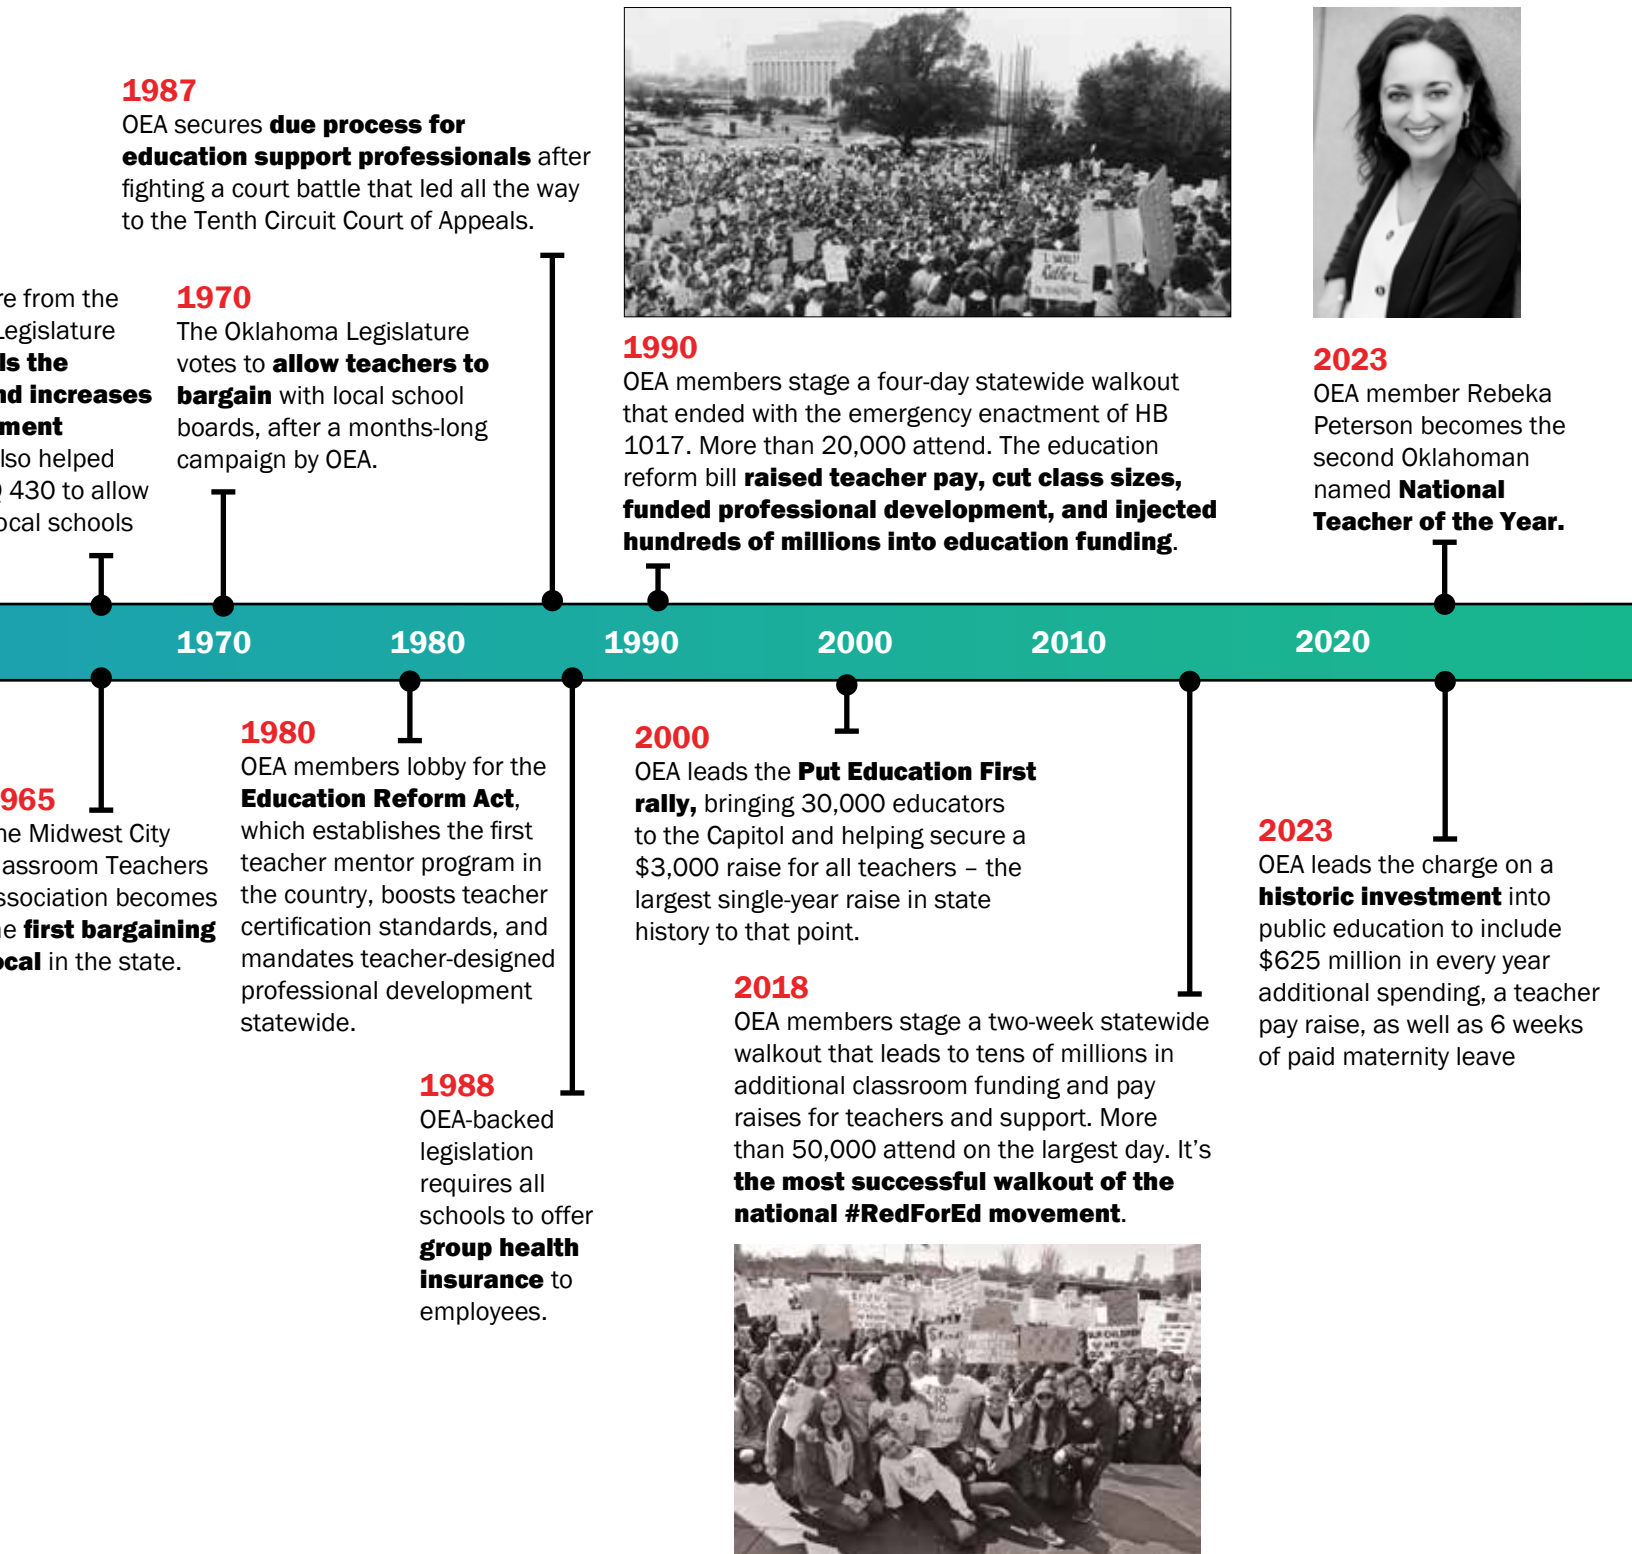 1987
OEA secures due process for
education support professionals after
fighting a court battle that led all the way
to the Tenth Circuit Court of Appeals.
re from the
Legislature
ls the
nd increases
ment
lso helped
Q 430 to allow
ocal schools
1970
The Oklahoma Legislature
votes to allow teachers to
bargain with local school
boards, after a months-long
campaign by OEA.
I WOULD
Rather
1990
OEA members stage a four-day statewide walkout
that ended with the emergency enactment of HB
1017. More than 20,000 attend. The education
reform bill raised teacher pay, cut class sizes,
funded professional development, and injected
hundreds of millions into education funding.
2023
OEA member Rebeka
Peterson becomes the
second Oklahoman
named National
Teacher of the Year.
1970 1980 1990 2000 2010 2020
965
he Midwest City
lassroom Teachers
ssociation becomes
he first bargaining
ocal in the state.
1980
OEA members lobby for the
Education Reform Act,
which establishes the first
teacher mentor program in
the country, boosts teacher
certification standards, and
mandates teacher-designed
professional development
statewide.
1988
OEA-backed
legislation
requires all
schools to offer
group health
insurance to
employees.
2000
OEA leads the Put Education First
rally, bringing 30,000 educators
to the Capitol and helping secure a
$3,000 raise for all teachers – the
largest single-year raise in state
history to that point.
2018
OEA members stage a two-week statewide
walkout that leads to tens of millions in
additional classroom funding and pay
raises for teachers and support. More
than 50,000 attend on the largest day. It's
the most successful walkout of the
national #RedForEd movement.
OUR CHILDREN
ARE
2023
OEA leads the charge on a
historic investment into
public education to include
$625 million in every year
additional spending, a teacher
pay raise, as well as 6 weeks
of paid maternity leave